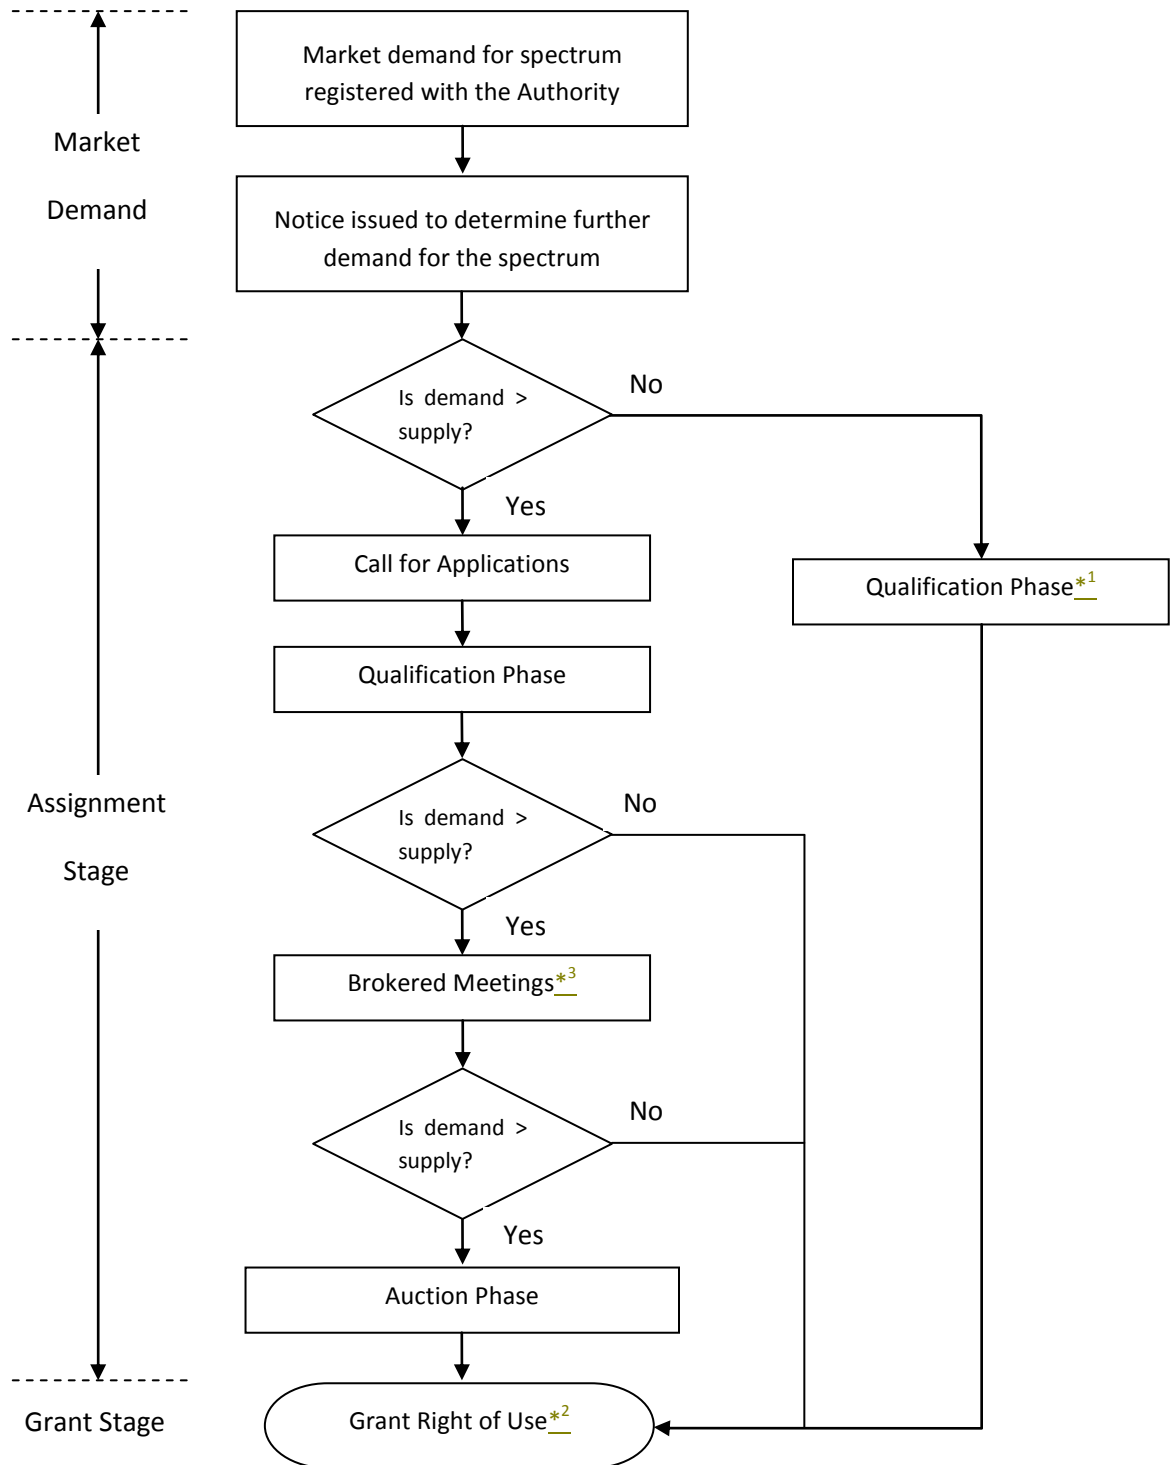 Market demand for spectrum
registered with the Authority
Market
Demand
Notice issued to determine further
demand for the spectrum
Is demand >
supply?
No
Yes
Call for Applications
Qualification Phase*1
Qualification Phase
Assignment
Stage
Is demand >
supply?
No
Yes
Brokered Meetings*3
Is demand >
supply?
No
Yes
Auction Phase
Grant Stage
Grant Right of Use*2